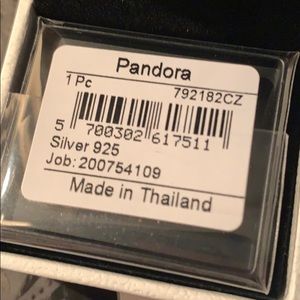 Pandora
1 Pc 792182CZ
5 700302 617511
Silver 925
Job: 200754109
Made in Thailand